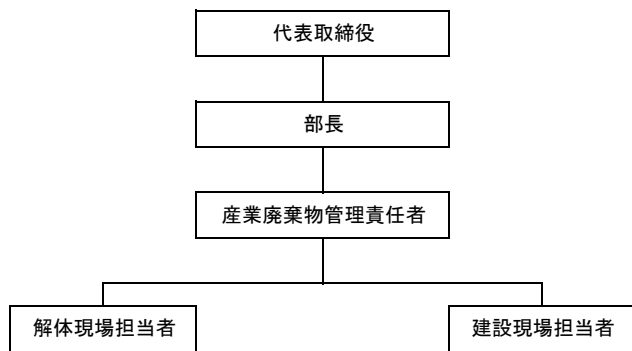 代表取締役
部長
産業廃棄物管理責任者
解体現場担当者
建設現場担当者